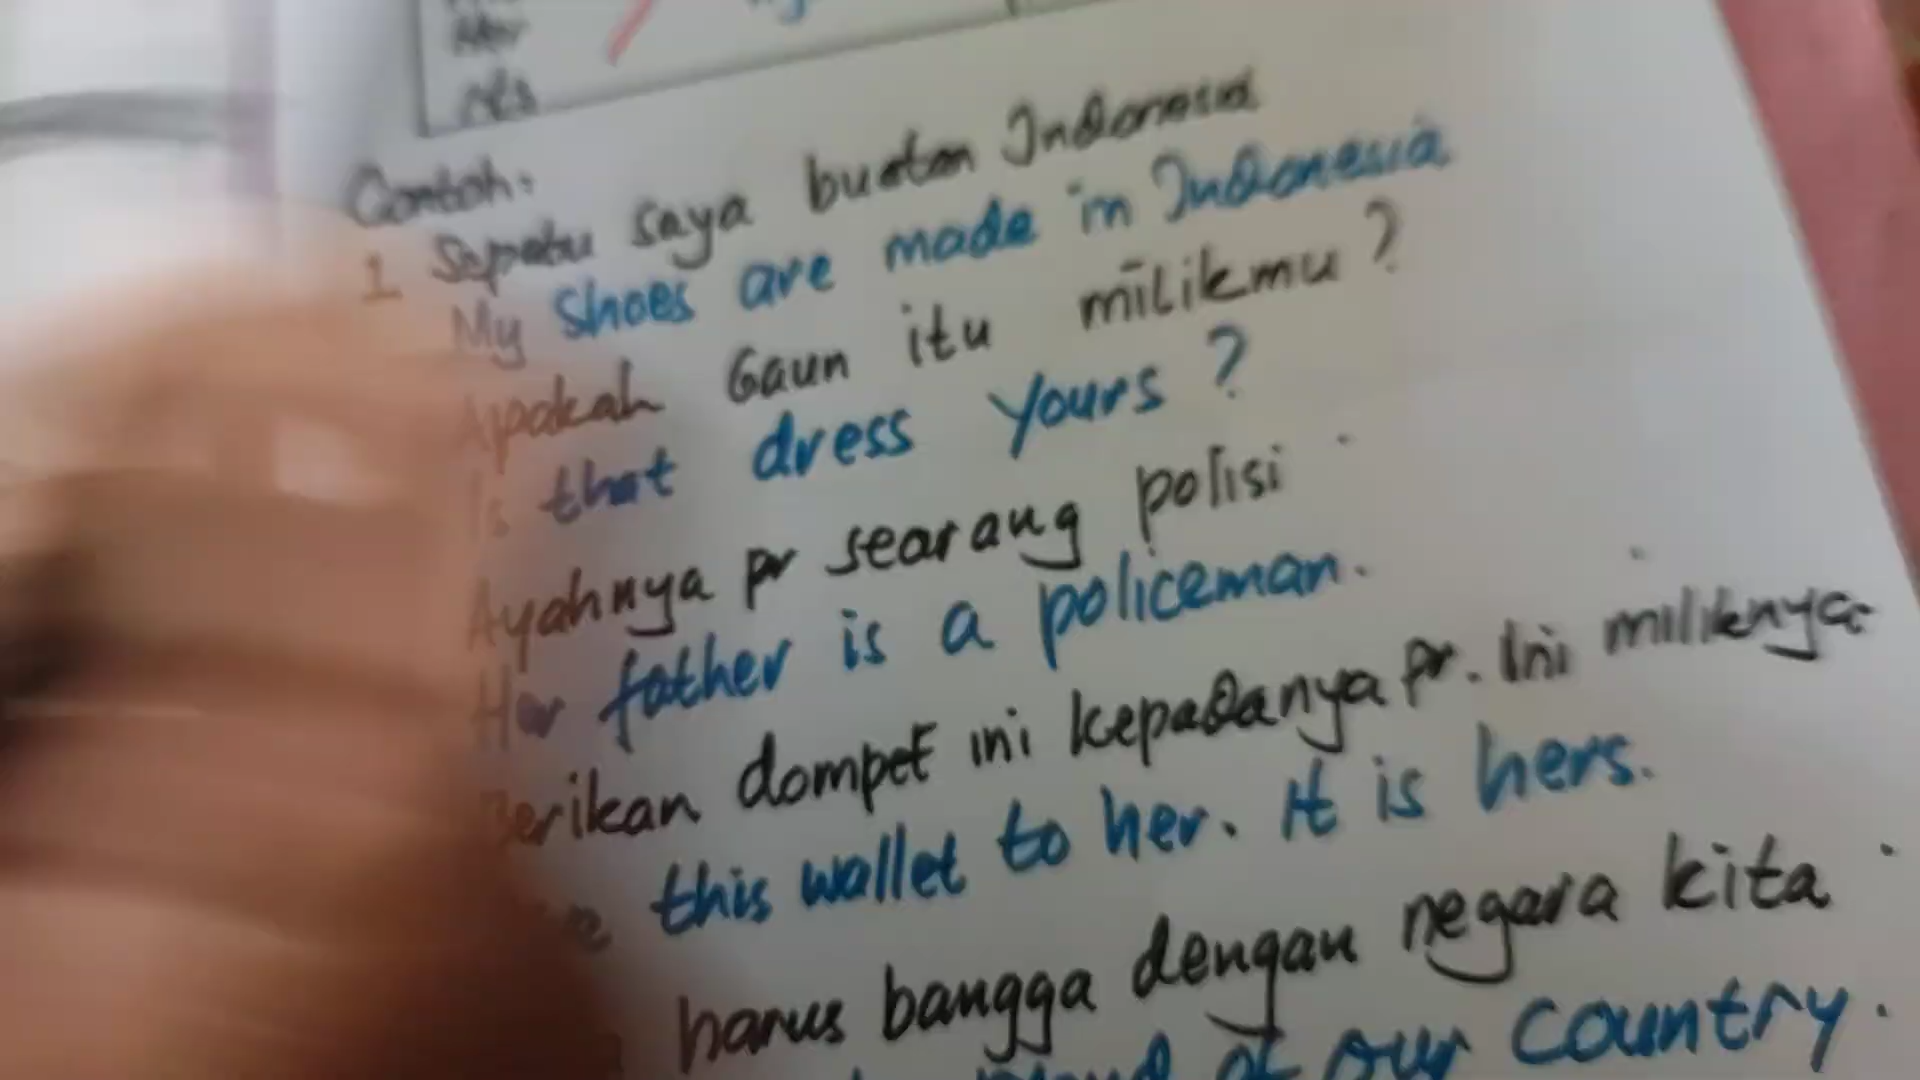 Contoh:
1 Sepatu saya buatan Indonesia
My shoes are made in Indonesia
Apakah Gaun itu milikmu ?
Is that dress yours ?
Ayahnya pr seorang polisi
Her father is a policeman.
Berikan dompet ini kepadanya pr. Ini miliknya
this wallet to her. It is hers.
harus bangga dengan negara kita
proud of our country.